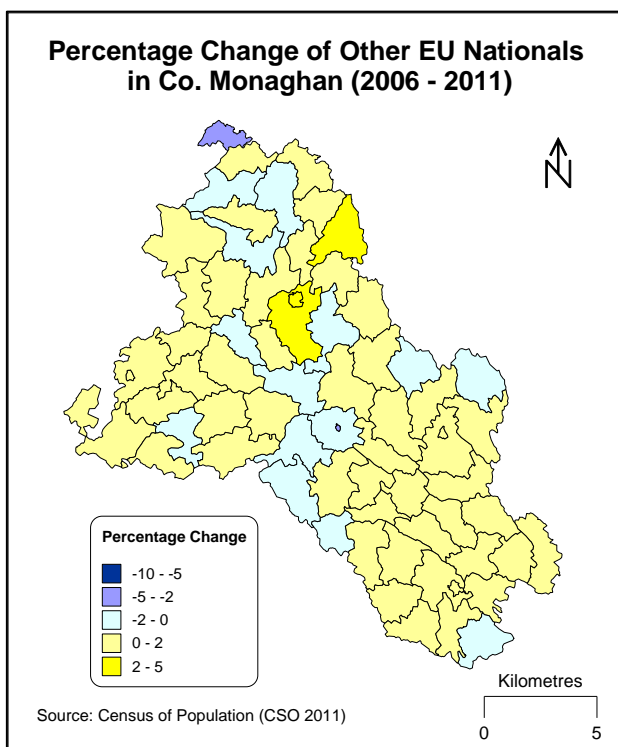 Percentage Change of Other EU Nationals
in Co. Monaghan (2006 - 2011)
N
Percentage Change
-10 - -5
-5 - -2
-2 - 0
0 - 2
2 - 5
Kilometres
Source: Census of Population (CSO 2011)
0 5